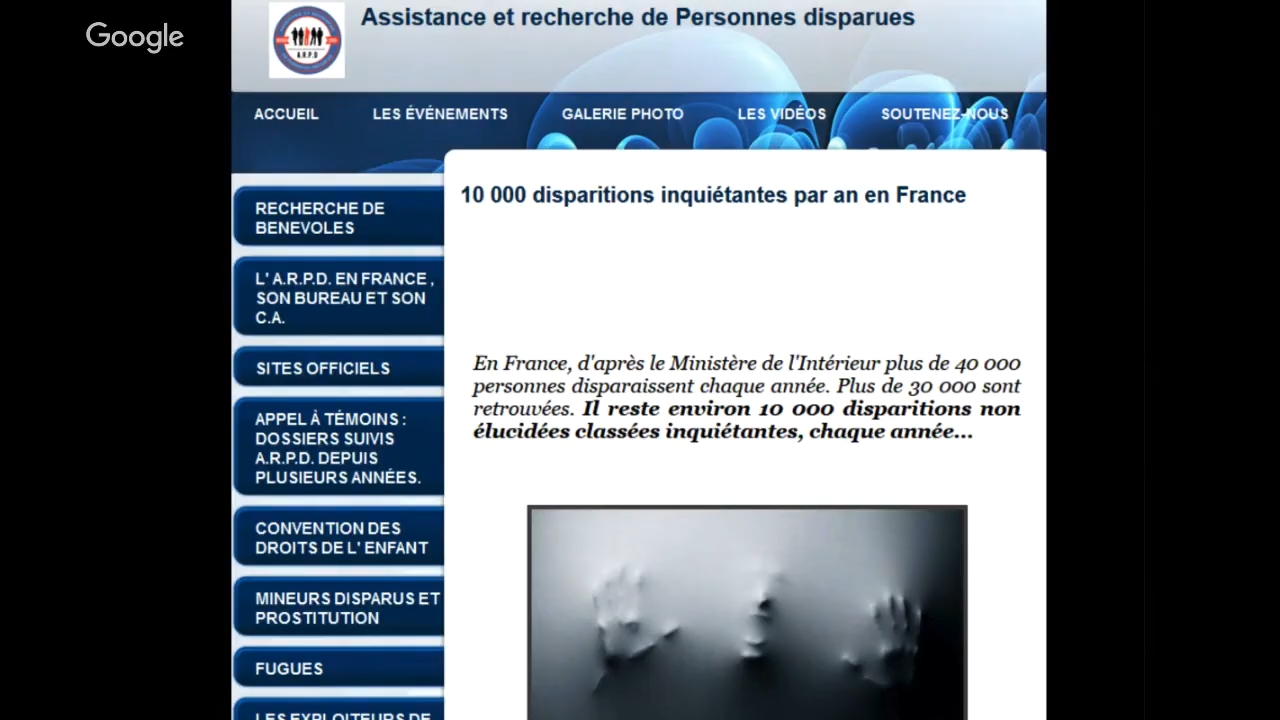 Google
Assistance et recherche de Personnes disparues
A.R.P.D
ACCUEIL
LES ÉVÉNEMENTS
GALERIE PHOTO
LES VIDÉOS
SOUTENEZ-NOUS
10 000 disparitions inquiétantes par an en France
RECHERCHE DE
BENEVOLES
L' A.R.P.D. EN FRANCE ,
SON BUREAU ET SON
C.A.
SITES OFFICIELS
APPEL À TÉMOINS :
DOSSIERS SUIVIS
A.R.P.D. DEPUIS
PLUSIEURS ANNÉES.
CONVENTION DES
DROITS DE L' ENFANT
MINEURS DISPARUS ET
PROSTITUTION
FUGUES
LES EXPLOITEURS DE
En France, d'après le Ministère de l'Intérieur plus de 40 000
personnes disparaissent chaque année. Plus de 30 000 sont
retrouvées. Il reste environ 10 000 disparitions non
élucidées classées inquiétantes, chaque année...